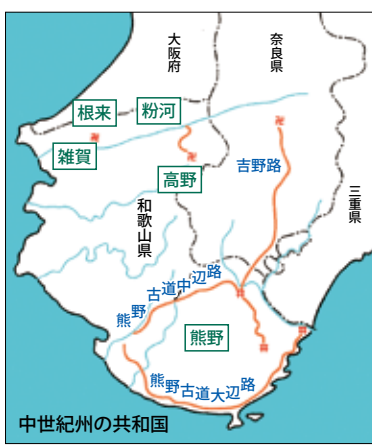 大阪府
奈良県
根来
粉河
雑賀
吉野路
高野
三重県
和歌山県
熊野古道中辺路
熊野
熊野古道大辺路
中世紀州の共和国